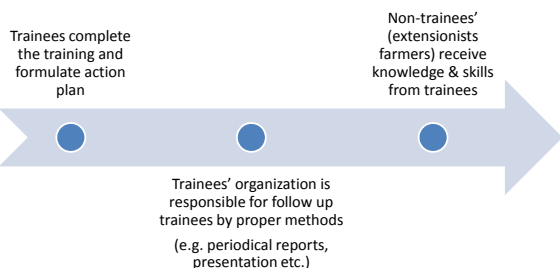 Trainees complete
the training and
formulate action
plan
Trainees' organization is
responsible for follow up
trainees by proper methods
(e.g. periodical reports,
presentation etc.)
Non-trainees'
(extensionists
farmers) receive
knowledge & skills
from trainees